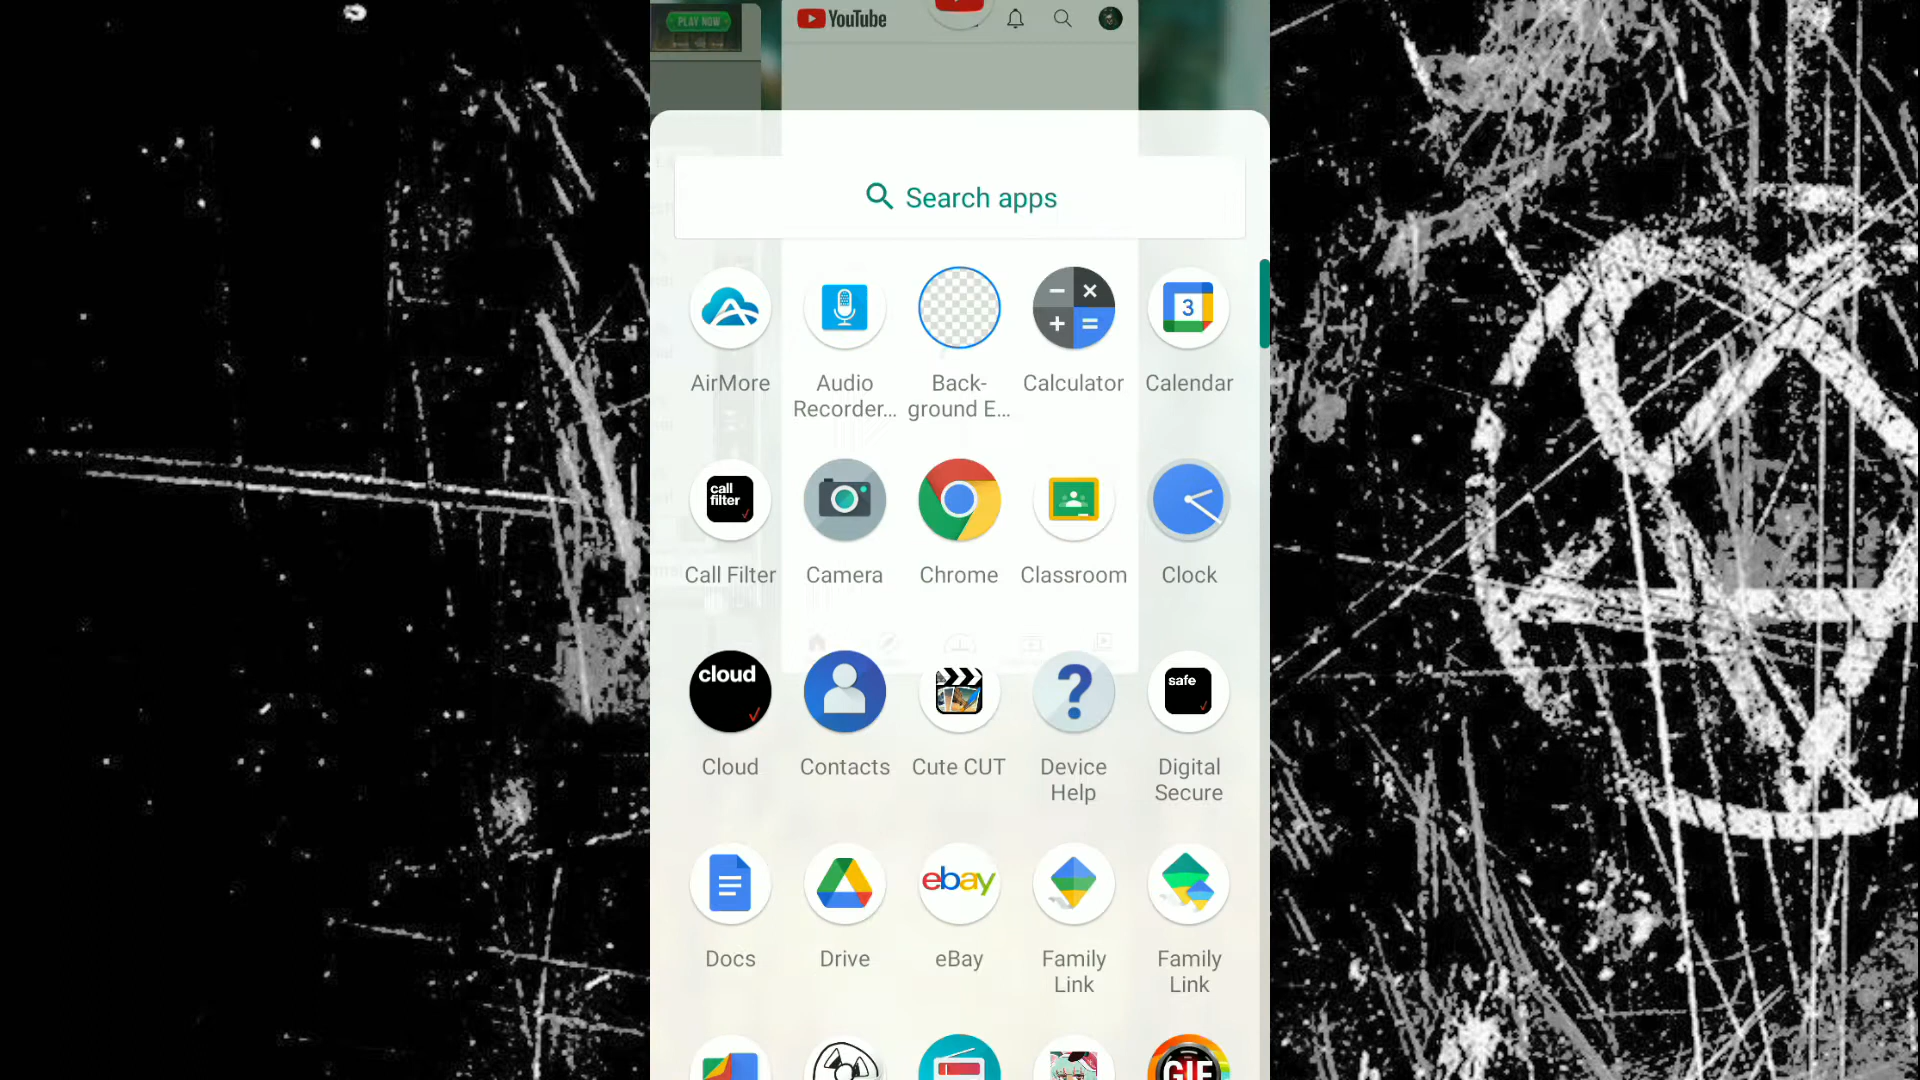 PLAY NOW
YouTube
Search apps
3
AirMore
Audio
Recorder...
Back-
ground E...
Calculator
Calendar
call
filter
Call Filter
Camera
Chrome
Classroom
Clock
cloud
safe
Cloud
Contacts
Cute CUT
Device
Help
Digital
Secure
ebay
Docs
Drive
eBay
Family
Link
Family
Link
GIF